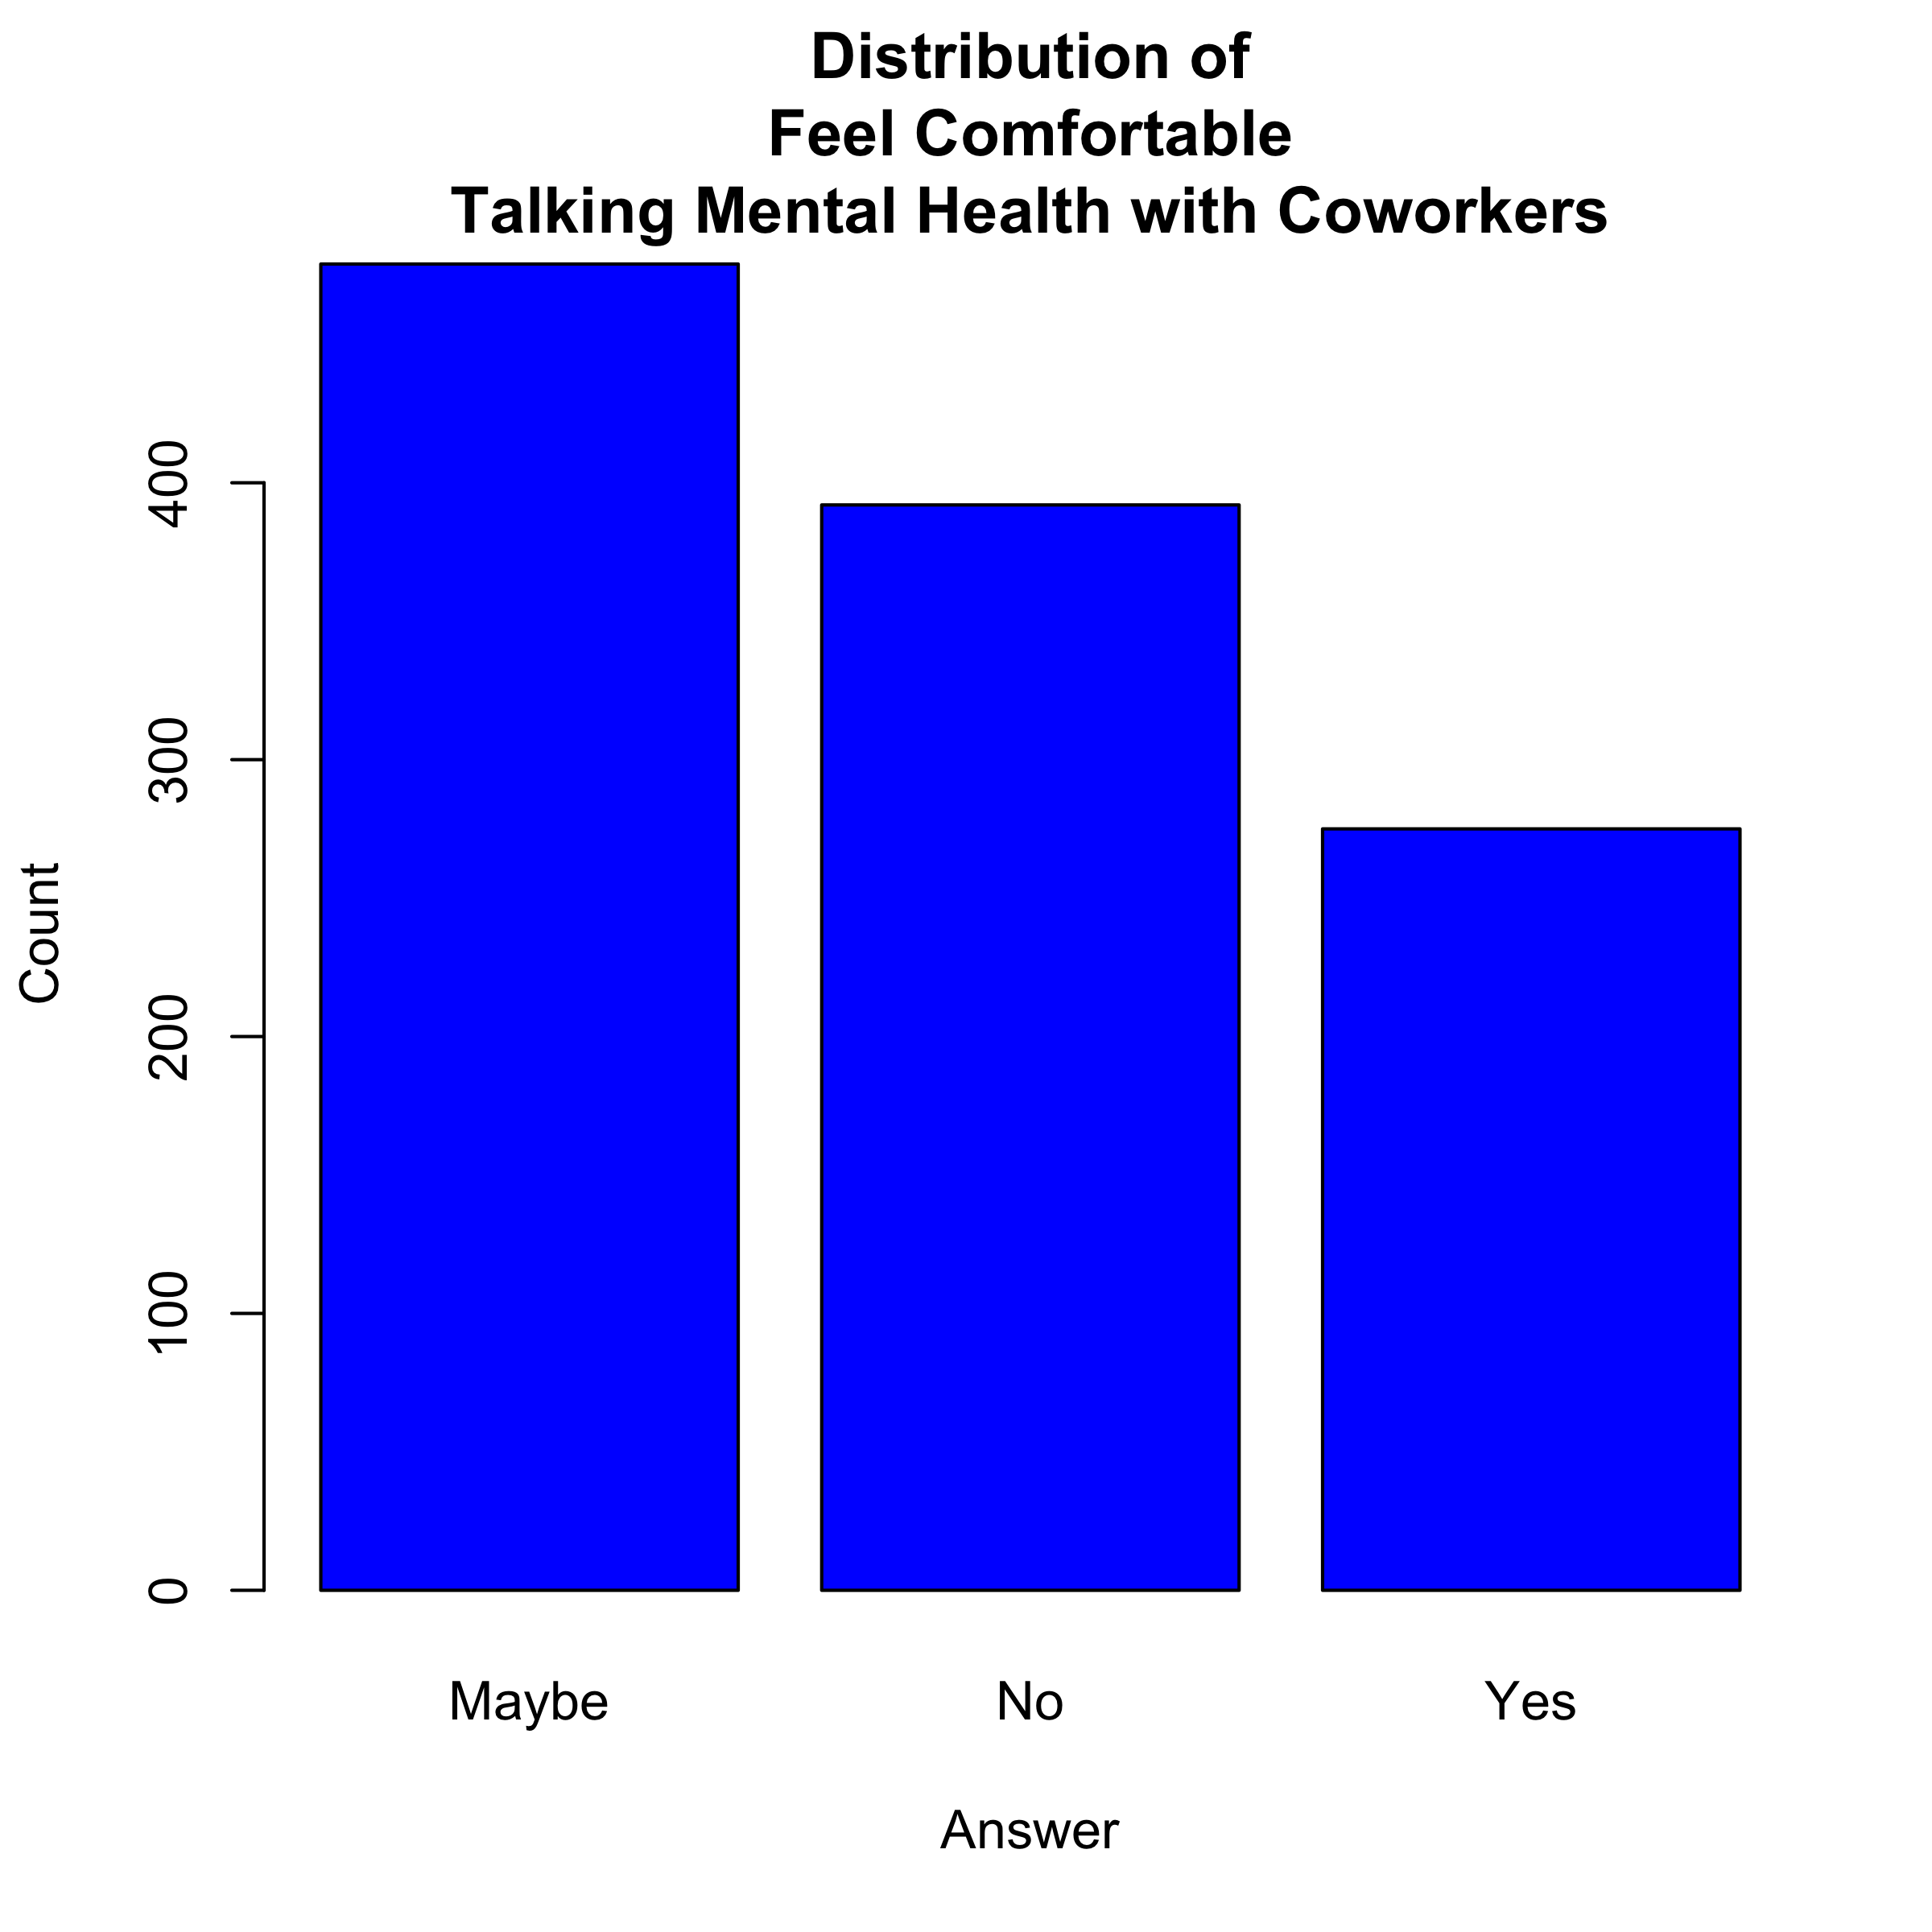 Distribution of
Feel Comfortable
Talking Mental Health with Coworkers
Count
400
300
200
100
0
Maybe No Yes
Answer